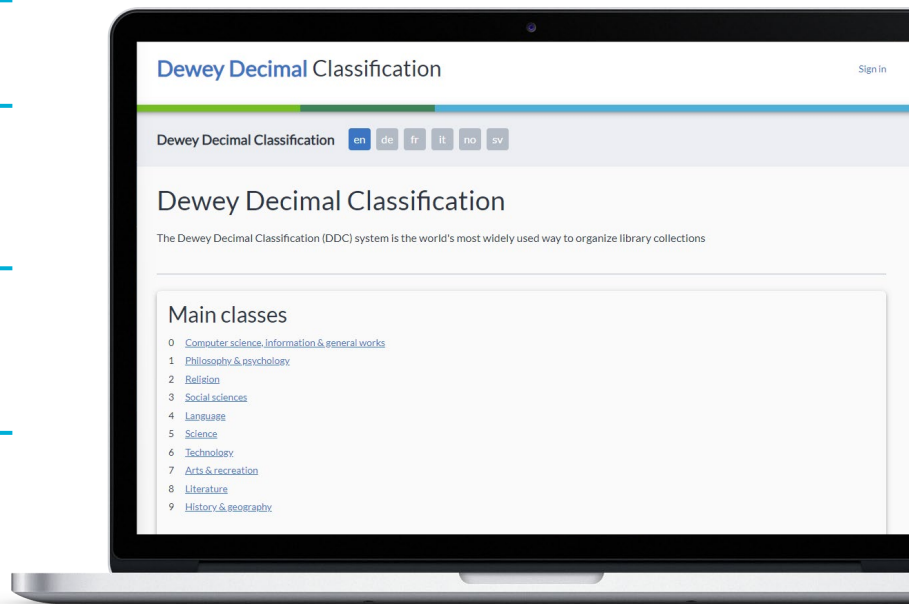 Dewey Decimal Classification
Sign in
Dewey Decimal Classification en de fr it no sv
Dewey Decimal Classification
The Dewey Decimal Classification (DDC) system is the world's most widely used way to organize library collections
Main classes
0 Computer science, information & general works
1 Philosophy & psychology
2 Religion
3 Social sciences
4 Language
5 Science
6 Technology
7 Arts & recreation
8 Literature
9 History & geography